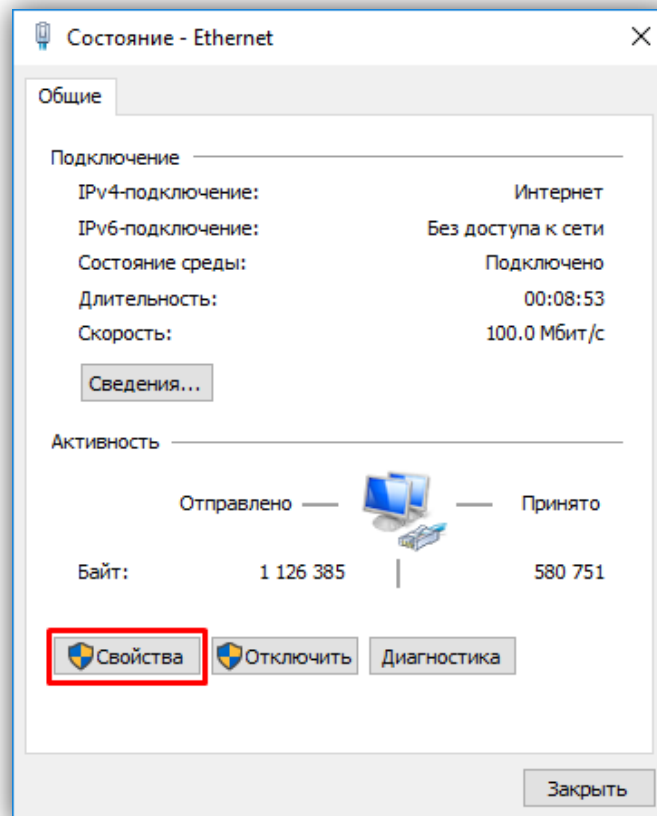 Состояние - Ethernet
Общие
Подключение
IPv4-подключение: Интернет
IPv6-подключение: Без доступа к сети
Состояние среды: Подключено
Длительность: 00:08:53
Скорость: 100.0 Мбит/с
Сведения...
Активность
Отправлено Принято
Байт: 1 126 385 580 751
Свойства Отключить Диагностика
Закрыть